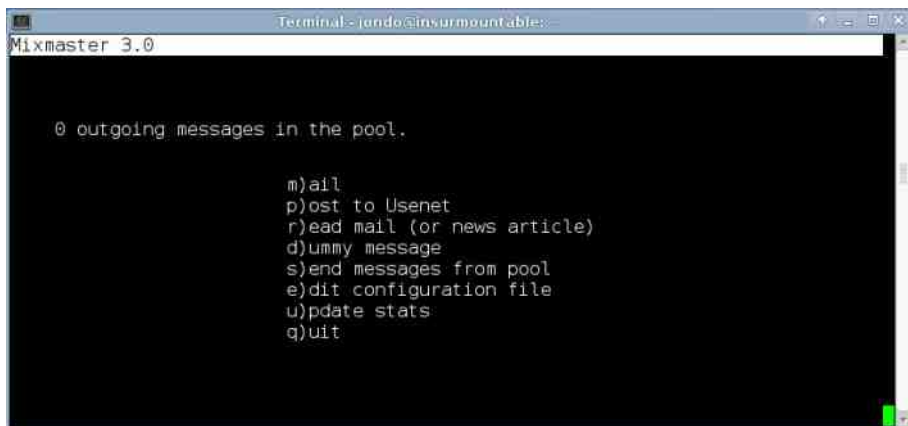 Terminal - jondo@insurmountable: ~
Mixmaster 3.0
0 outgoing messages in the pool.
m)ail
p)ost to Usenet
r)ead mail (or news article)
d)ummy message
s)end messages from pool
e)dit configuration file
u)pdate stats
q)uit